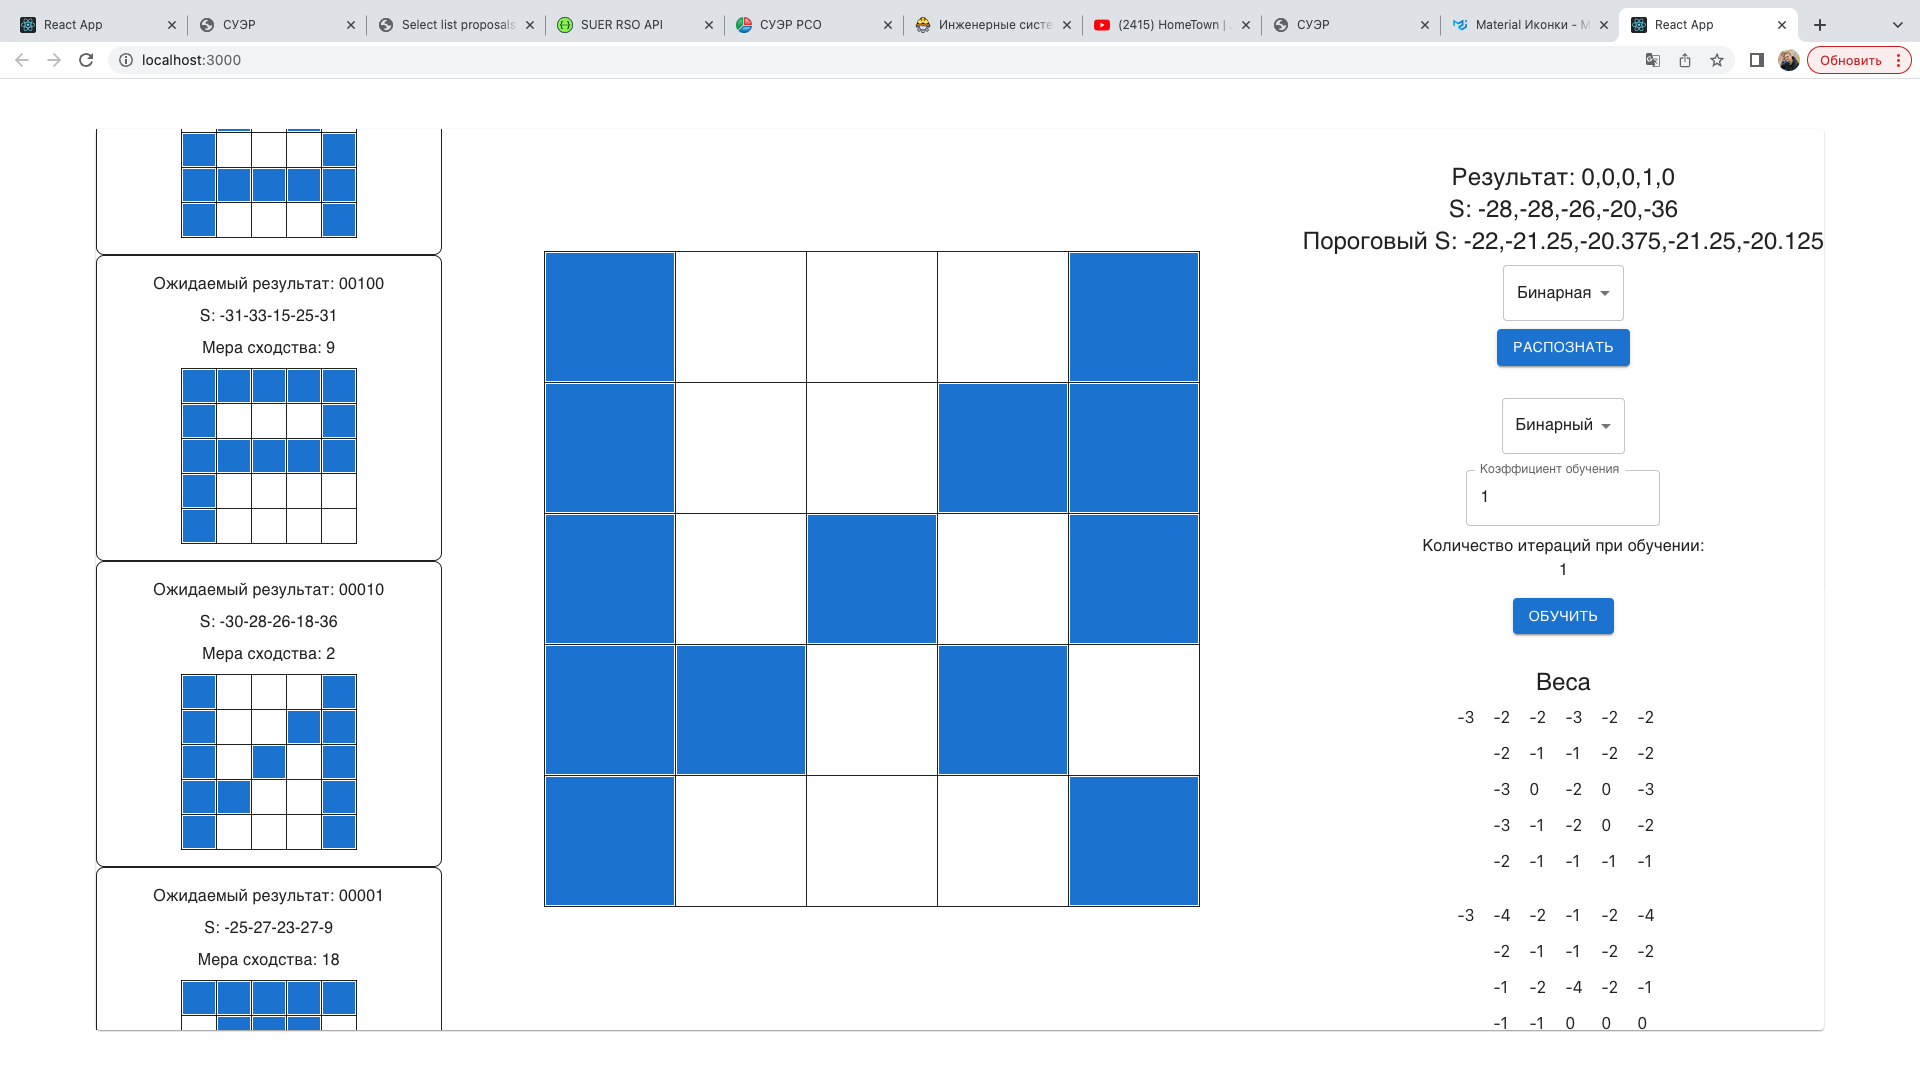 React App
СУЭР
Select list proposals
SUER RSO API
СУЭР РСО
Инженерные систе
(2415) HomeTown |
СУЭР
Material Иконки - M
React App
localhost:3000
Обновить
Ожидаемый результат: 00100
S: -31-33-15-25-31
Мера сходства: 9
Ожидаемый результат: 00010
S: -30-28-26-18-36
Мера сходства: 2
Ожидаемый результат: 00001
S: -25-27-23-27-9
Мера сходства: 18
Результат: 0,0,0,1,0
S: -28,-28,-26,-20,-36
Пороговый S: -22,-21.25,-20.375,-21.25,-20.125
Бинарная
РАСПОЗНАТЬ
Бинарный
Коэффициент обучения
1
Количество итераций при обучении:
1
ОБУЧИТЬ
Веса
-3 -2 -2 -3 -2 -2
-2 -1 -1 -2 -2
-3 0 -2 0 -3
-3 -1 -2 0 -2
-2 -1 -1 -1 -1
-3 -4 -2 -1 -2 -4
-2 -1 -1 -2 -2
-1 -2 -4 -2 -1
-1 -1 0 0 0